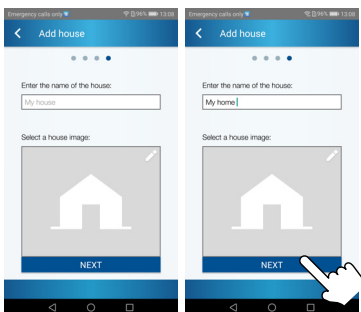 Emergency calls only 96% 13:08
Add house
Enter the name of the house:
My house
Select a house image:
NEXT
Emergency calls only 96% 13:08
Add house
Enter the name of the house:
My home
Select a house image:
NEXT